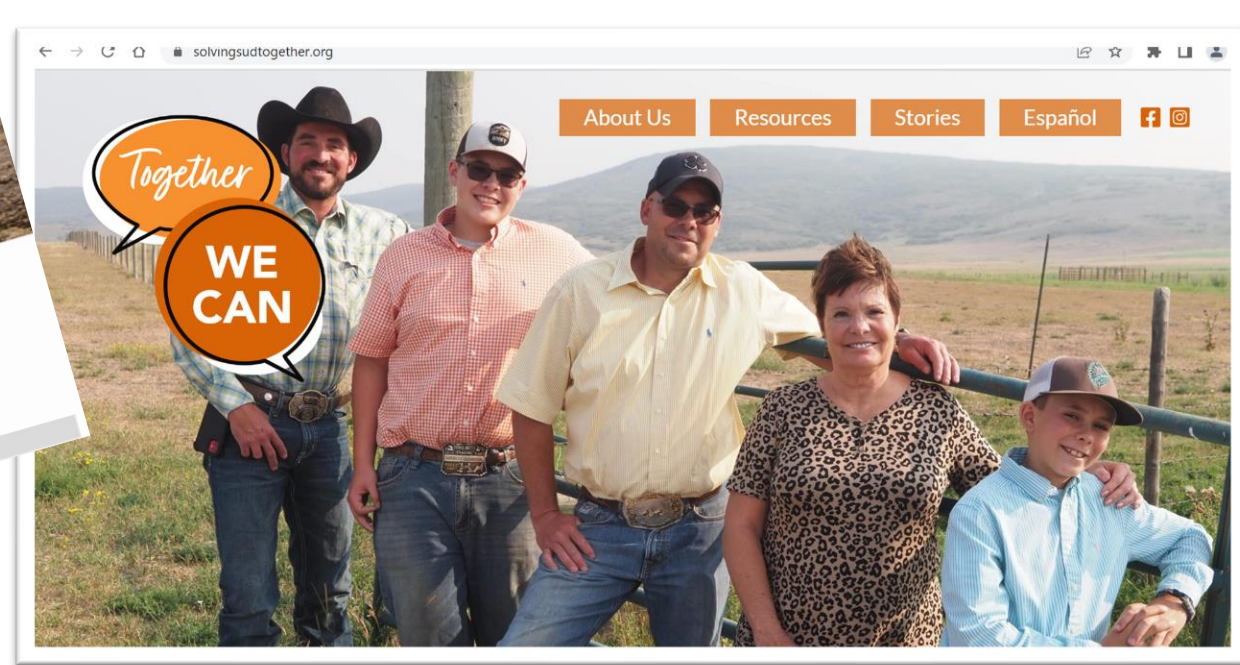 solvingsudtogether.org
About Us Resources Stories Español
Together
WE
CAN